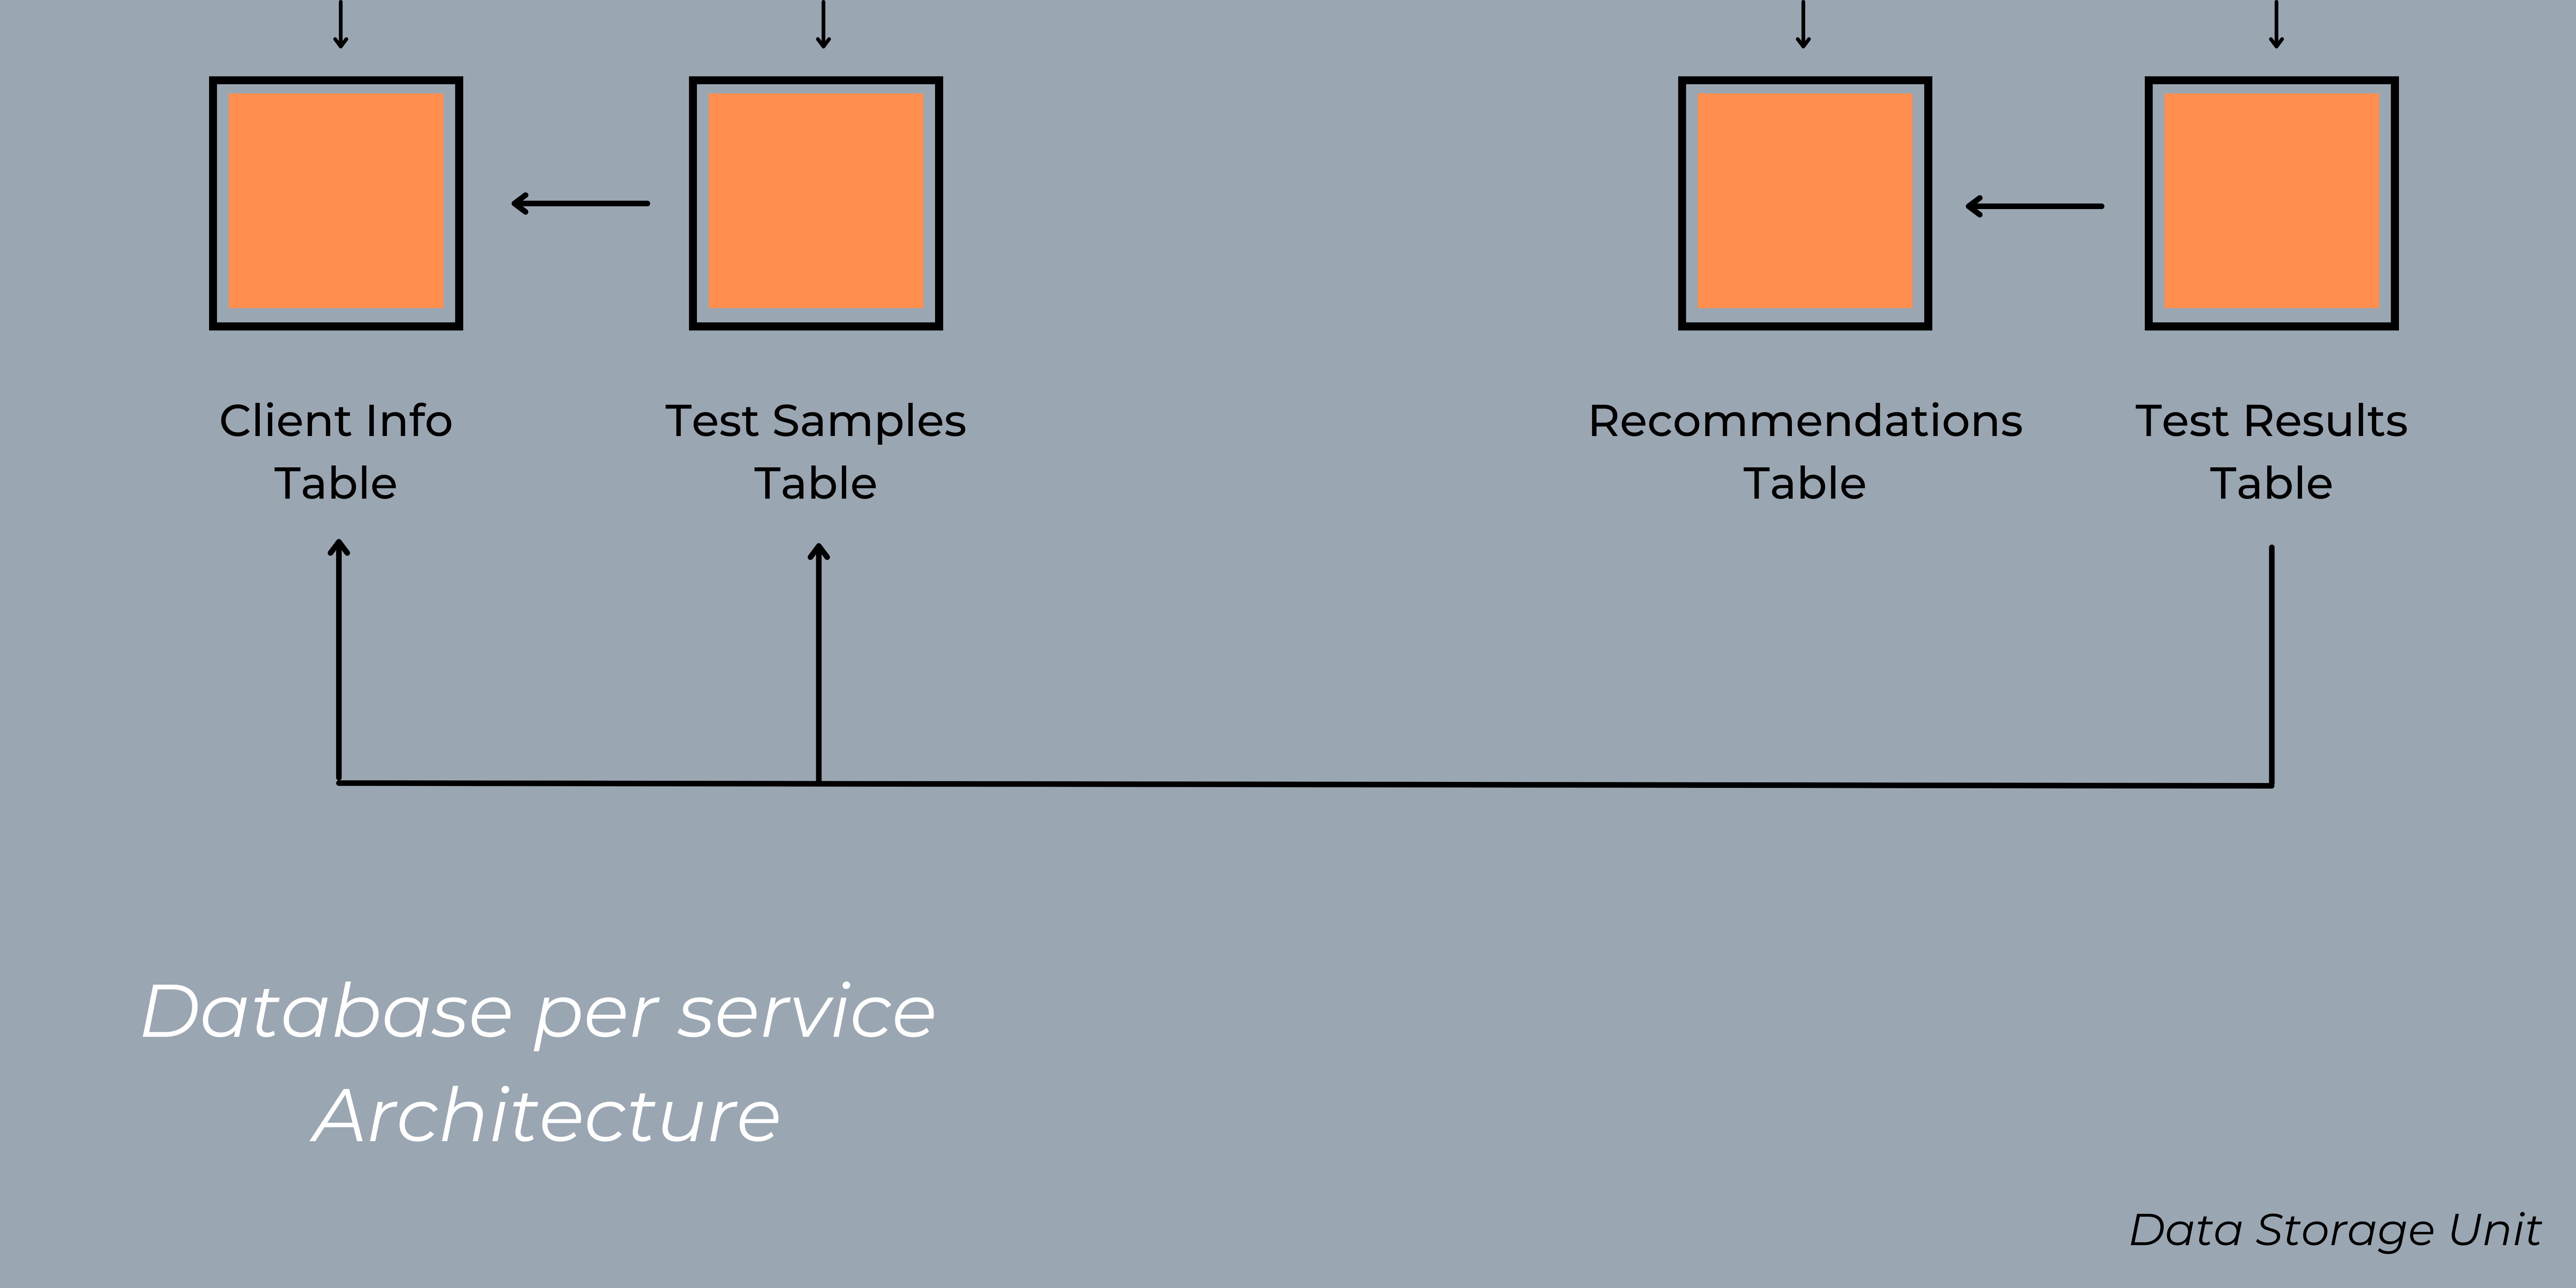 Client Info
Table
Test Samples
Table
Recommendations
Table
Test Results
Table
Database per service
Architecture
Data Storage Unit